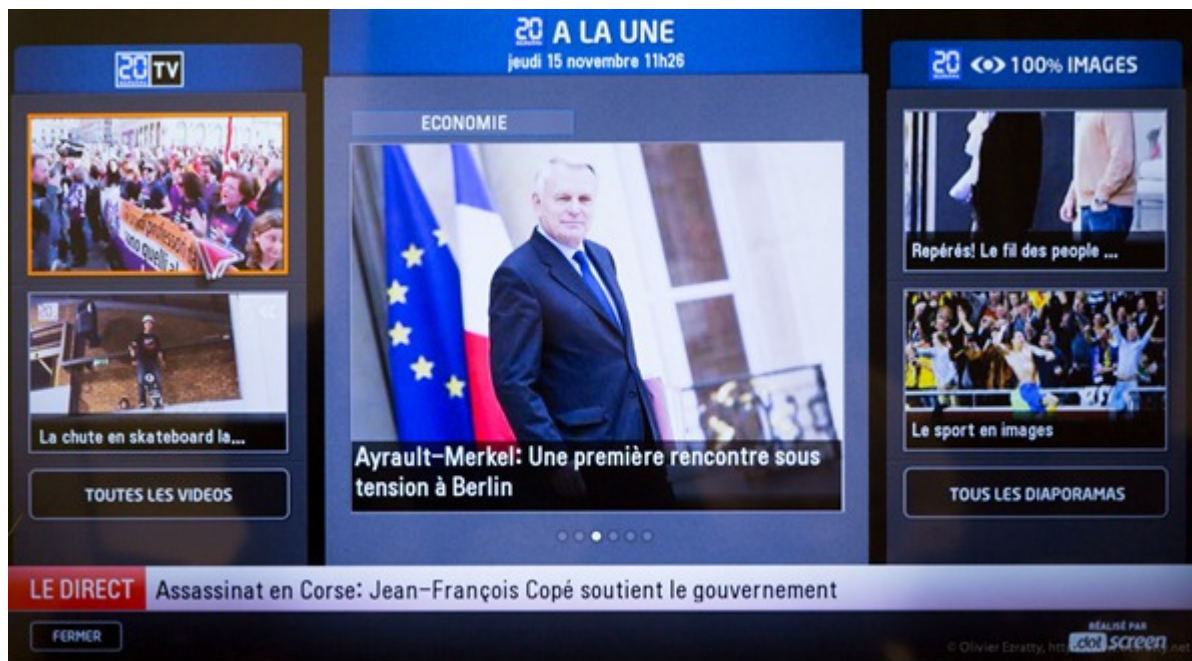 20 TV
La chute en skateboard la...
TOUTES LES VIDEOS
20 A LA UNE
jeudi 15 novembre 11h26
ECONOMIE
Ayrault-Merkel: Une première rencontre sous
tension à Berlin
20 100% IMAGES
Repérés! Le fil des people ...
Le sport en images
TOUS LES DIAPORAMAS
LE DIRECT Assassinat en Corse: Jean-François Copé soutient le gouvernement
FERMER
RÉALISÉ PAR
dot screen
© Olivier Ezratty,